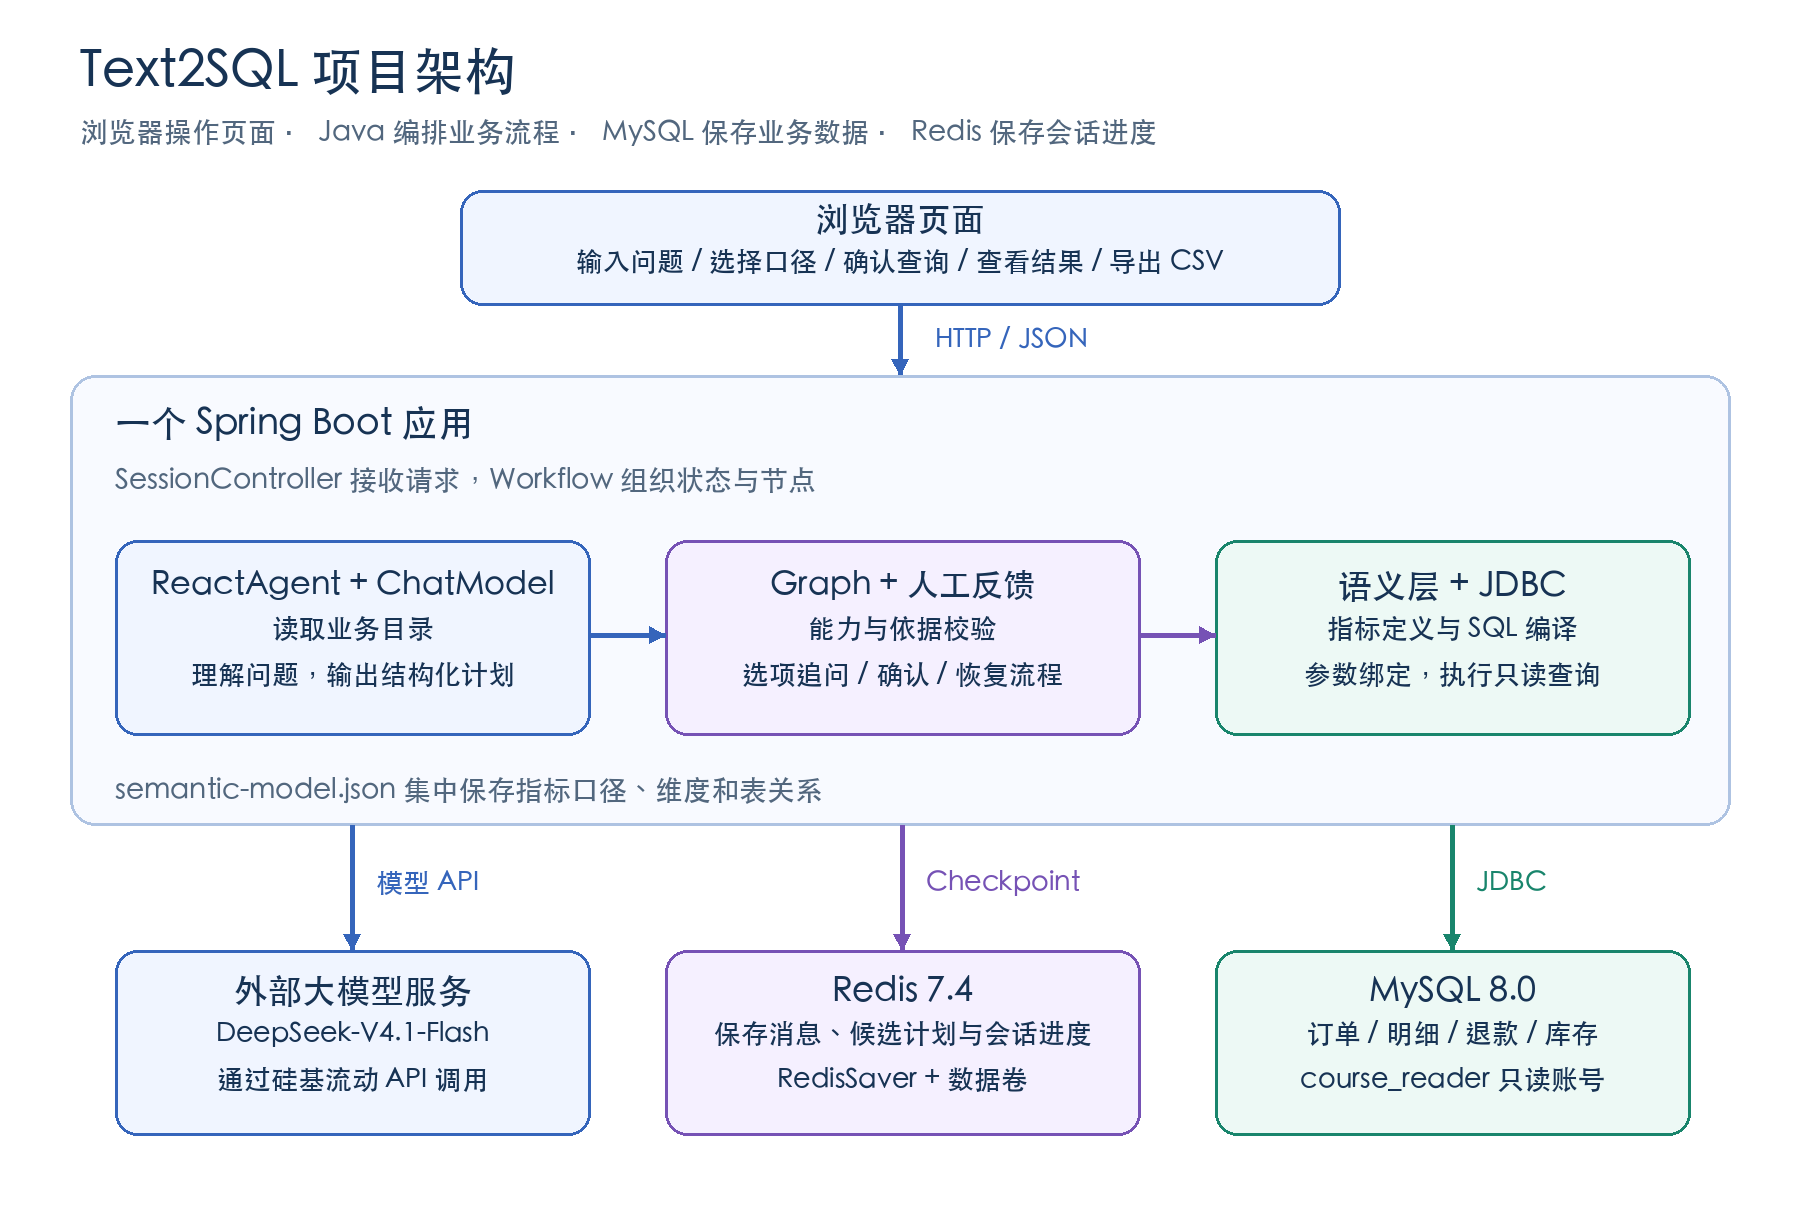 Text2SQL 项目架构
浏览器操作页面 · Java 编排业务流程 · MySQL 保存业务数据 · Redis 保存会话进度
浏览器页面
输入问题 / 选择口径 / 确认查询 / 查看结果 / 导出 CSV
HTTP / JSON
一个 Spring Boot 应用
SessionController 接收请求，Workflow 组织状态与节点
ReactAgent + ChatModel
读取业务目录
理解问题，输出结构化计划
Graph + 人工反馈
能力与依据校验
选项追问 / 确认 / 恢复流程
语义层 + JDBC
指标定义与 SQL 编译
参数绑定，执行只读查询
semantic-model.json 集中保存指标口径、维度和表关系
模型 API
Checkpoint
JDBC
外部大模型服务
DeepSeek-V4.1-Flash
通过硅基流动 API 调用
Redis 7.4
保存消息、候选计划与会话进度
RedisSaver + 数据卷
MySQL 8.0
订单 / 明细 / 退款 / 库存
course_reader 只读账号